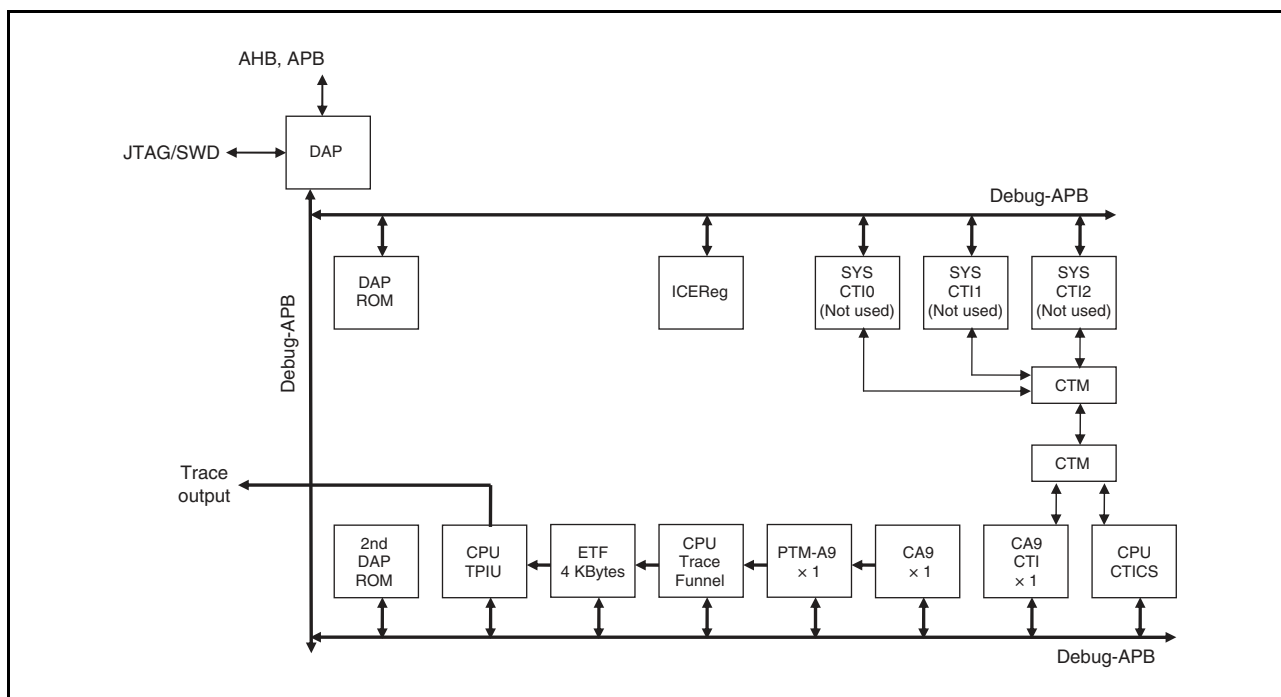 AHB, APB
JTAG/SWD
DAP
Debug-APB
Debug-APB
DAP
ROM
ICEReg
SYS
CTI0
(Not used)
SYS
CTI1
(Not used)
SYS
CTI2
(Not used)
CTM
CTM
Trace
output
2nd
DAP
ROM
CPU
TPIU
ETF
4 KBytes
CPU
Trace
Funnel
PTM-A9
× 1
CA9
× 1
CA9
CTI
× 1
CPU
CTICS
Debug-APB